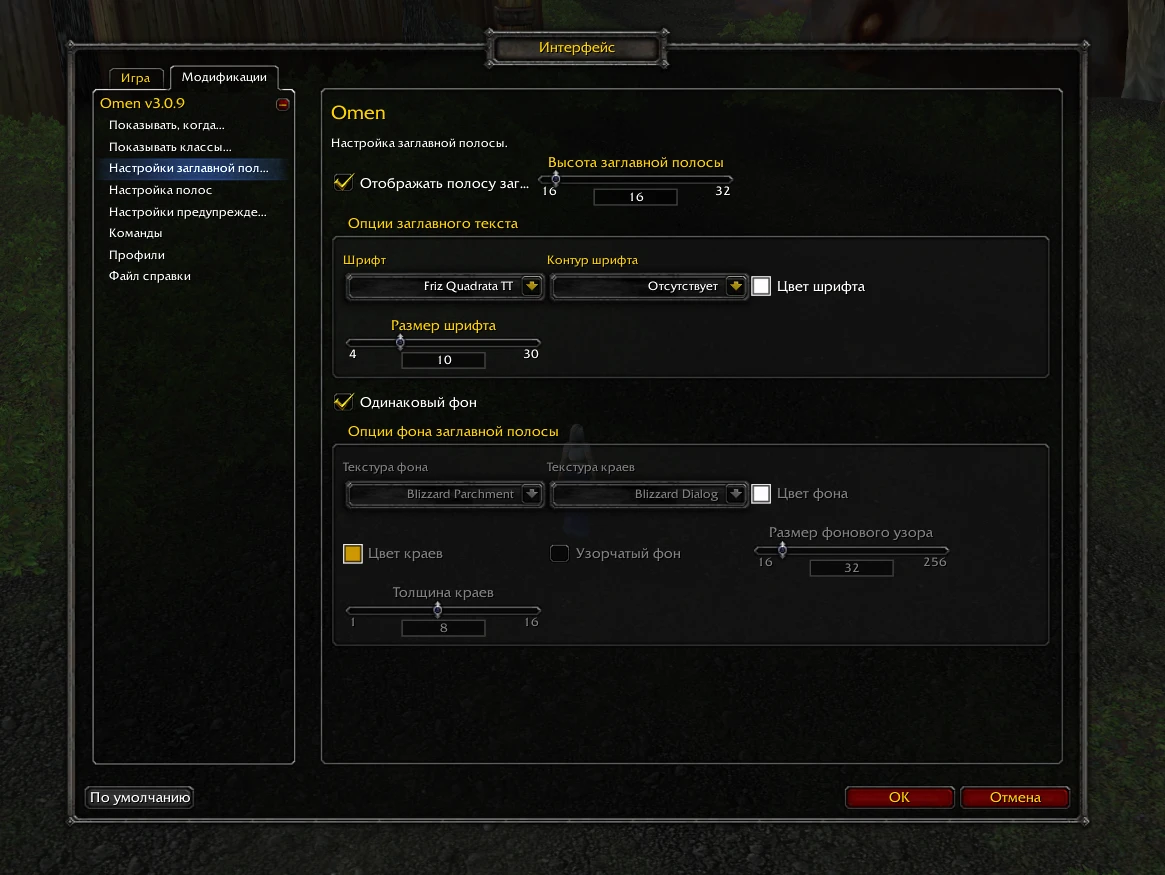 Интерфейс
Игра
Модификации
Omen v3.0.9
Показывать, когда...
Показывать классы...
Настройки заглавной пол...
Настройка полос
Настройки предупрежде...
Команды
Профили
Файл справки
Omen
Настройка заглавной полосы.
Отображать полосу заг...
Высота заглавной полосы
16
32
16
Опции заглавного текста
Шрифт
Контур шрифта
Friz Quadrata TT
Отсутствует
Цвет шрифта
Размер шрифта
4
30
10
Одинаковый фон
Опции фона заглавной полосы
Текстура фона
Текстура краев
Blizzard Parchment
Blizzard Dialog
Цвет фона
Цвет краев
Узорчатый фон
Размер фонового узора
16
256
32
Толщина краев
1
16
8
По умолчанию
ОК
Отмена